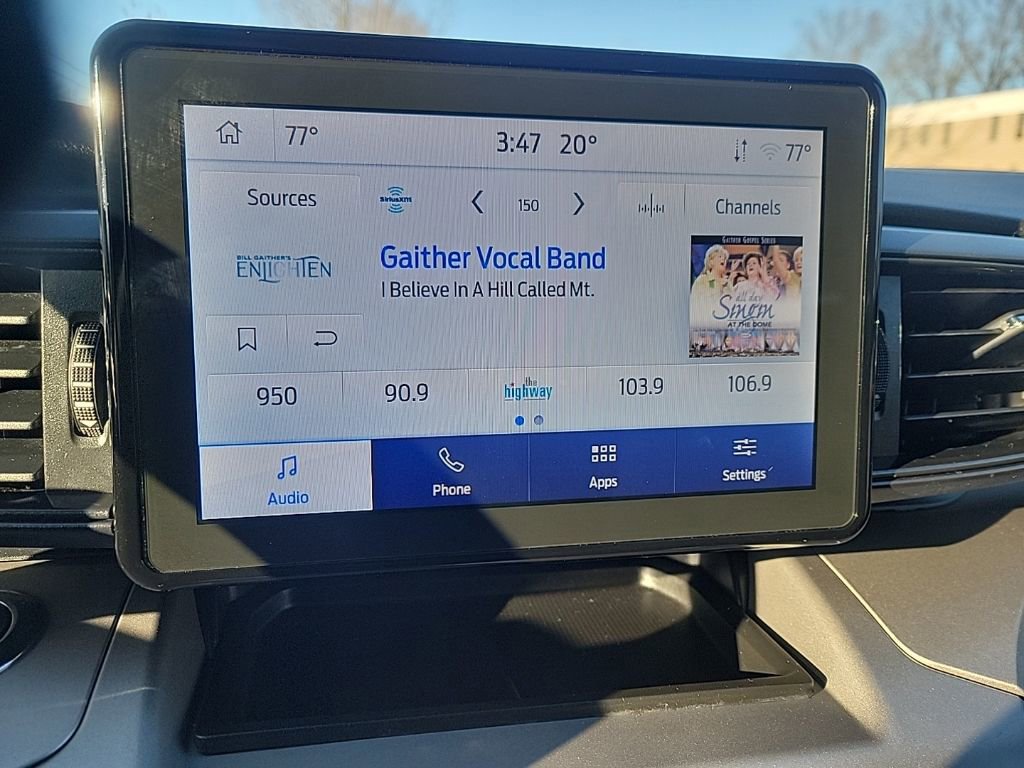 77°
3:47 20°
77°
Sources
SiriusXM
150
Channels
BILL GAITHER'S
ENLIGHTEN
Gaither Vocal Band
I Believe In A Hill Called Mt.
GAITHER GOSPEL SERIES
all day
Singin
AT THE DOME
950
90.9
the
highway
103.9
106.9
Audio
Phone
Apps
Settings